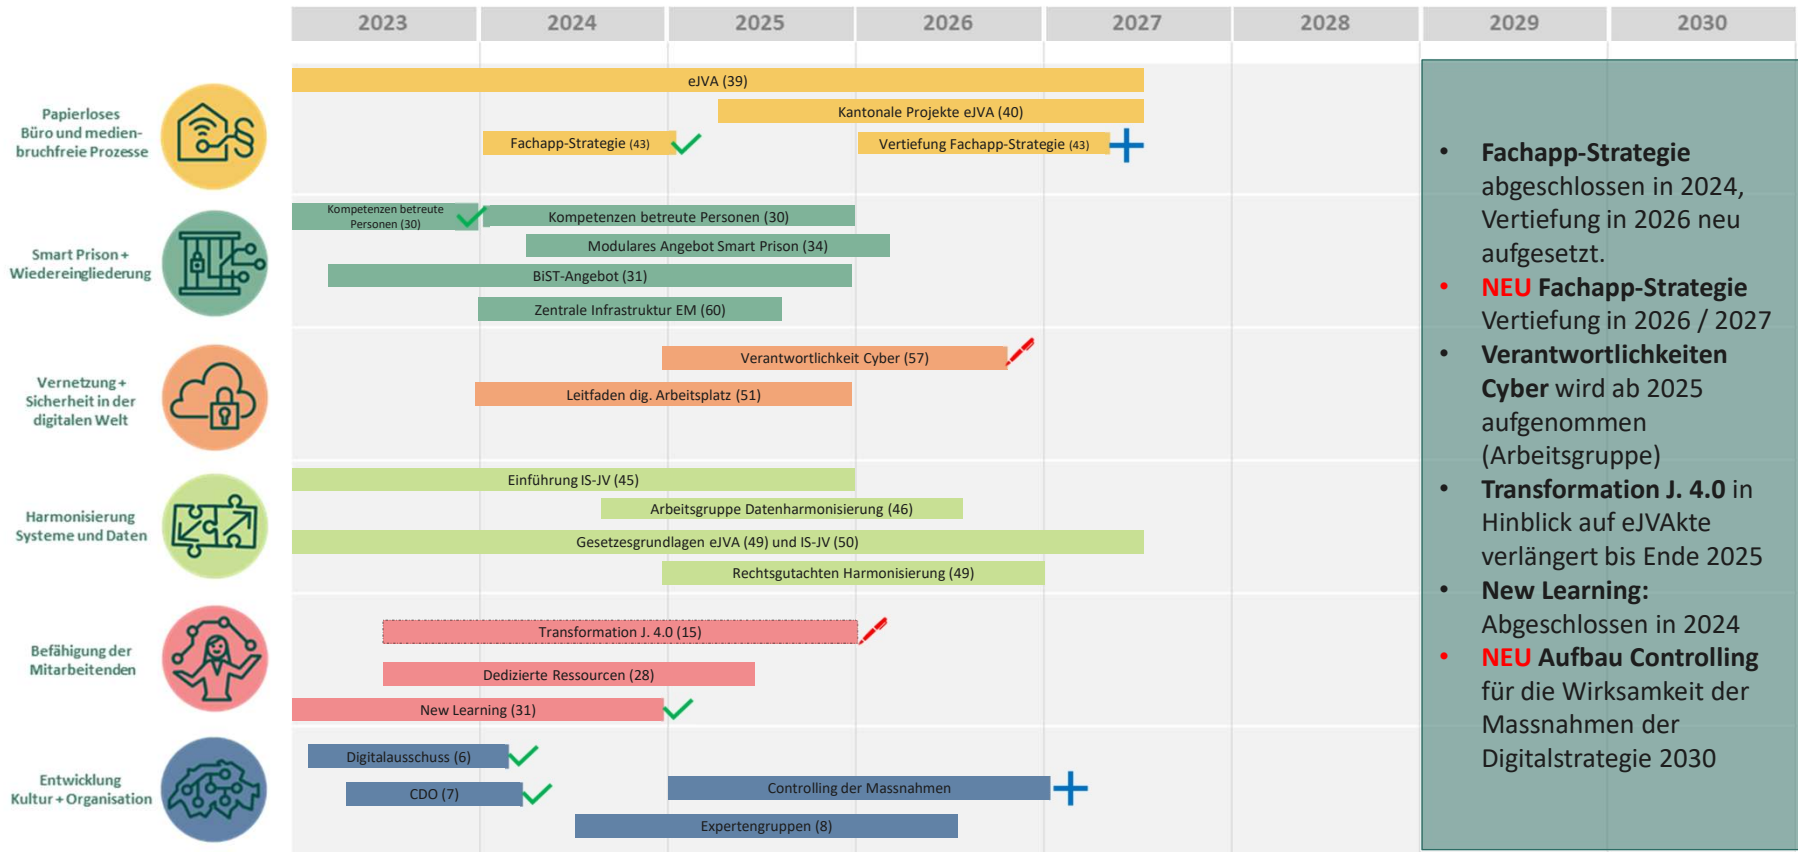 2023 2024 2025 2026 2027 2028 2029 2030
Papierloses
Büro und medien-
bruchfreie Prozesse
eJVA (39)
Kantonale Projekte eJVA (40)
Fachapp-Strategie (43)
Vertiefung Fachapp-Strategie (43)
Smart Prison +
Wiedereingliederung
Kompetenzen betreute
Personen (30)
Kompetenzen betreute Personen (30)
Modulares Angebot Smart Prison (34)
BiST-Angebot (31)
Zentrale Infrastruktur EM (60)
Vernetzung +
Sicherheit in der
digitalen Welt
Verantwortlichkeit Cyber (57)
Leitfaden dig. Arbeitsplatz (51)
Harmonisierung
Systeme und Daten
Einführung IS-JV (45)
Arbeitsgruppe Datenharmonisierung (46)
Gesetzesgrundlagen eJVA (49) und IS-JV (50)
Rechtsgutachten Harmonisierung (49)
Befähigung der
Mitarbeitenden
Transformation J. 4.0 (15)
Dedizierte Ressourcen (28)
New Learning (31)
Entwicklung
Kultur + Organisation
Digitalausschuss (6)
CDO (7)
Controlling der Massnahmen
Expertengruppen (8)
• Fachapp-Strategie
abgeschlossen in 2024,
Vertiefung in 2026 neu
aufgesetzt.
• NEU Fachapp-Strategie
Vertiefung in 2026 / 2027
• Verantwortlichkeiten
Cyber wird ab 2025
aufgenommen
(Arbeitsgruppe)
• Transformation J. 4.0 in
Hinblick auf eJVAkte
verlängert bis Ende 2025
• New Learning:
Abgeschlossen in 2024
• NEU Aufbau Controlling
für die Wirksamkeit der
Massnahmen der
Digitalstrategie 2030